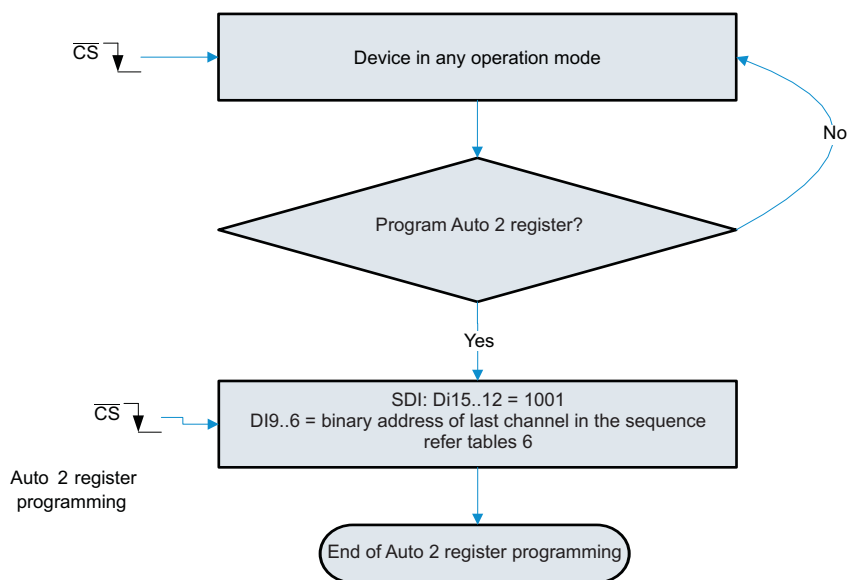 CS
Device in any operation mode
No
Program Auto 2 register?
Yes
CS
SDI: Di15..12 = 1001
DI9..6 = binary address of last channel in the sequence
refer tables 6
Auto 2 register
programming
End of Auto 2 register programming